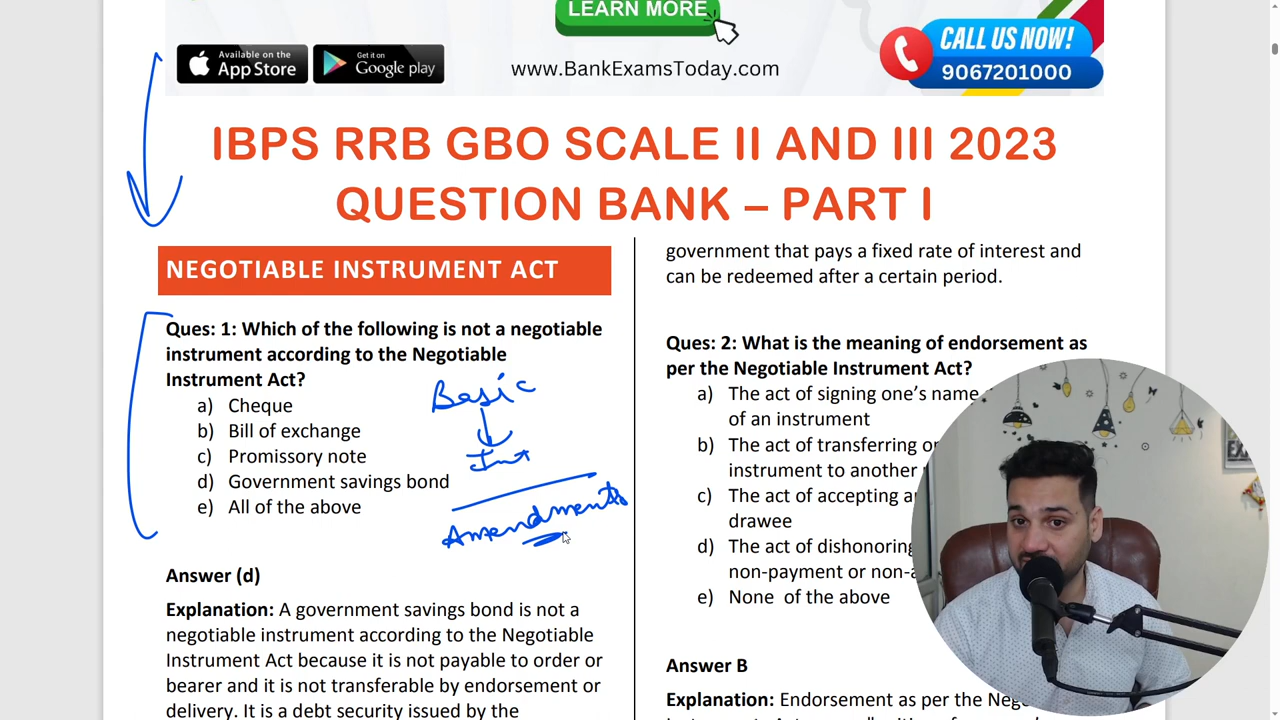 LEARN MORE
Available on the
App Store
Get it on
Google play
www.BankExamsToday.com
CALL US NOW!
9067201000
IBPS RRB GBO SCALE II AND III 2023
QUESTION BANK – PART I
NEGOTIABLE INSTRUMENT ACT
Ques: 1: Which of the following is not a negotiable
instrument according to the Negotiable
Instrument Act?
a) Cheque
b) Bill of exchange
c) Promissory note
d) Government savings bond
e) All of the above
Basic
Int
Amendments
Answer (d)
Explanation: A government savings bond is not a
negotiable instrument according to the Negotiable
Instrument Act because it is not payable to order or
bearer and it is not transferable by endorsement or
delivery. It is a debt security issued by the
government that pays a fixed rate of interest and
can be redeemed after a certain period.
Ques: 2: What is the meaning of endorsement as
per the Negotiable Instrument Act?
a) The act of signing one’s name
of an instrument
b) The act of transferring
instrument to another
c) The act of accepting
drawee
d) The act of dishonoring
non-payment or
e) None of the above
Answer B
Explanation: Endorsement as per the